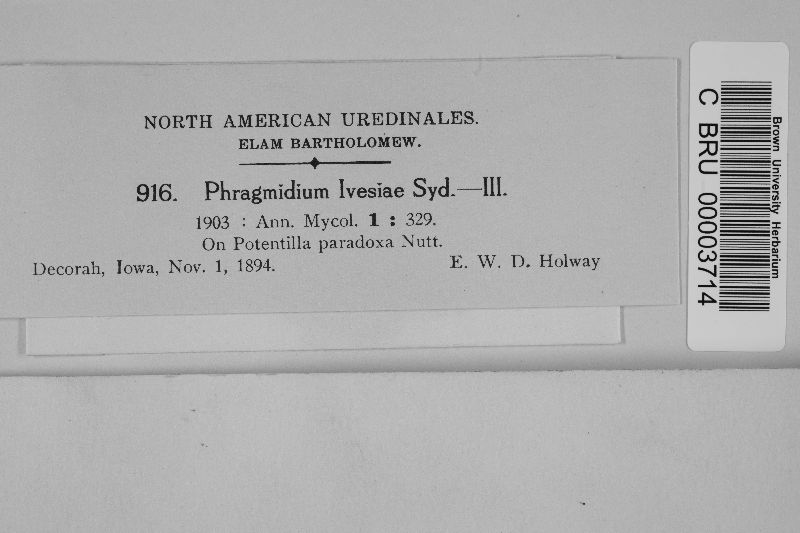 NORTH AMERICAN UREDINALES.
ELAM BARTHOLOMEW.
916. Phragmidium Ivesiae Syd.—III.
1903 : Ann. Mycol. 1 : 329.
On Potentilla paradoxa Nutt.
Decorah, Iowa, Nov. 1, 1894. E. W. D. Holway
Brown University Herbarium
C BRU 00003714